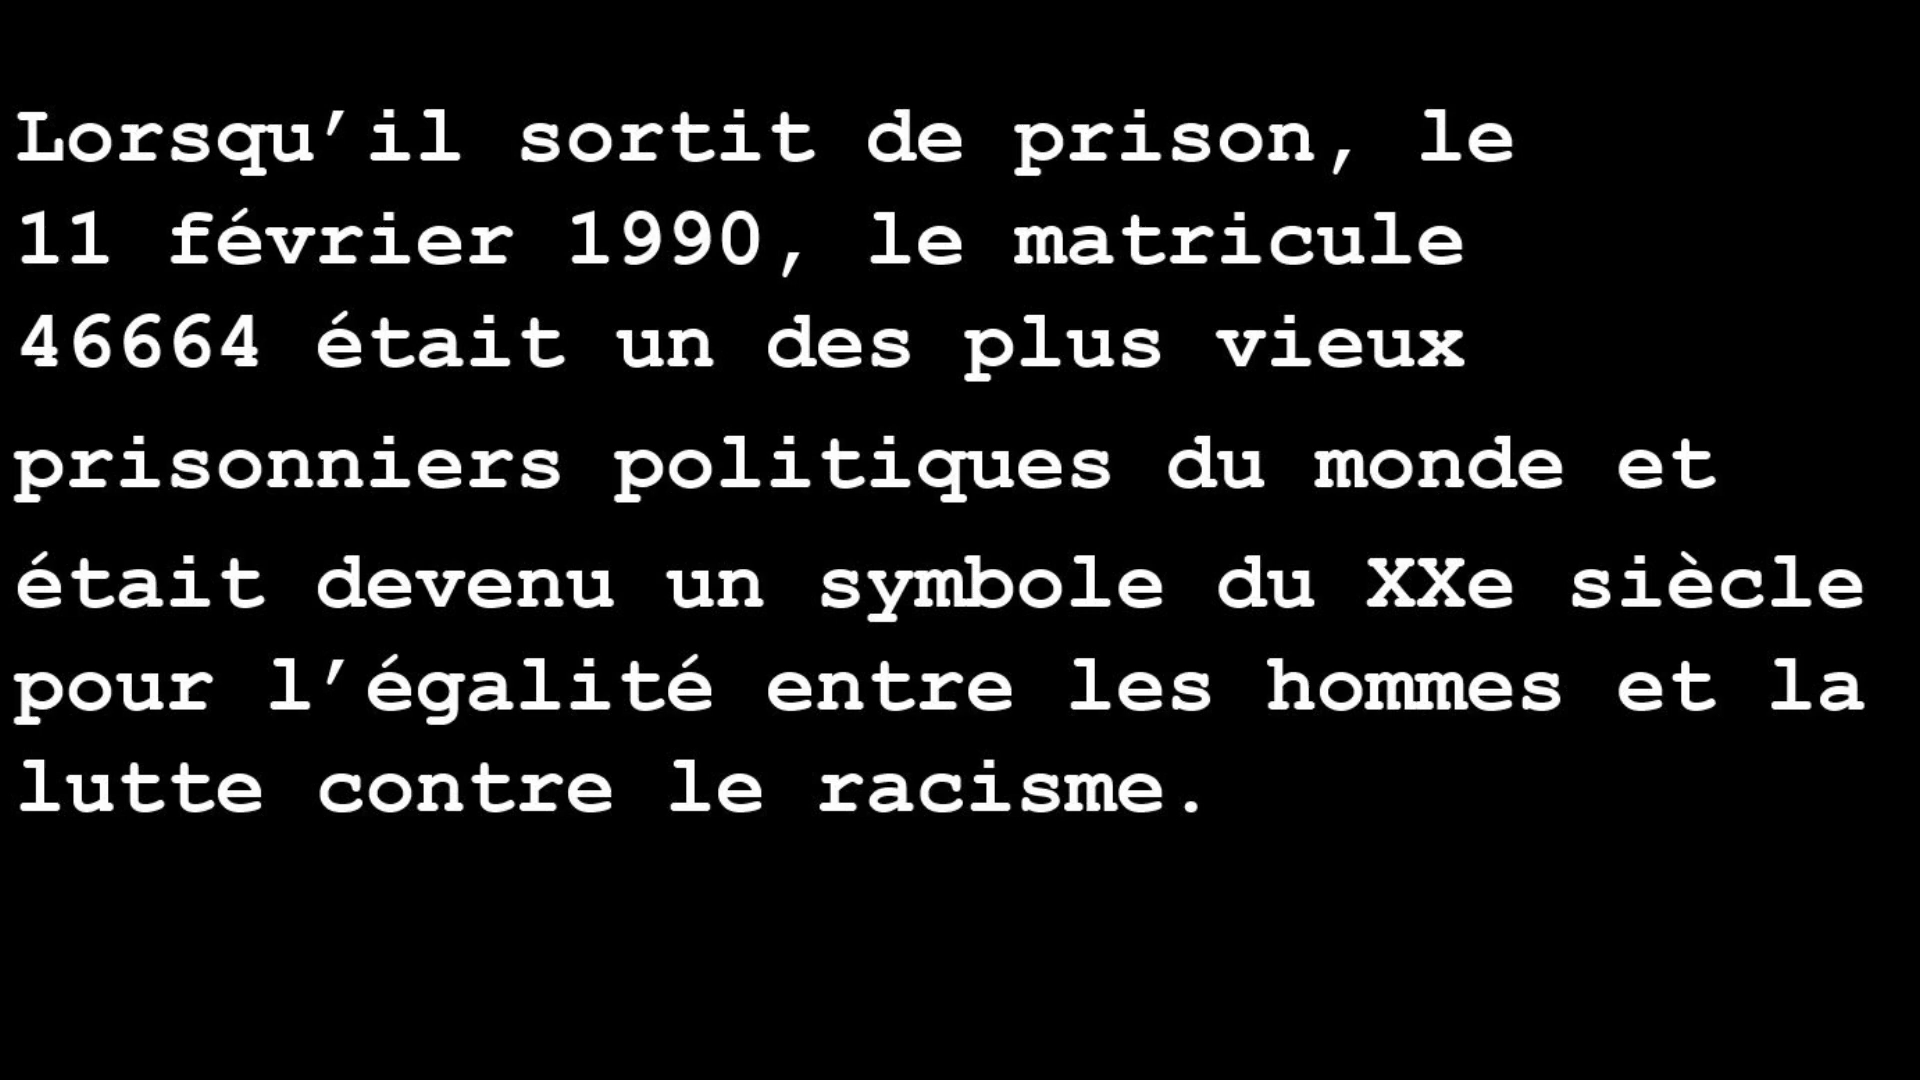 Lorsqu’il sortit de prison, le
11 février 1990, le matricule
46664 était un des plus vieux
prisonniers politiques du monde et
était devenu un symbole du XXe siècle
pour l’égalité entre les hommes et la
lutte contre le racisme.